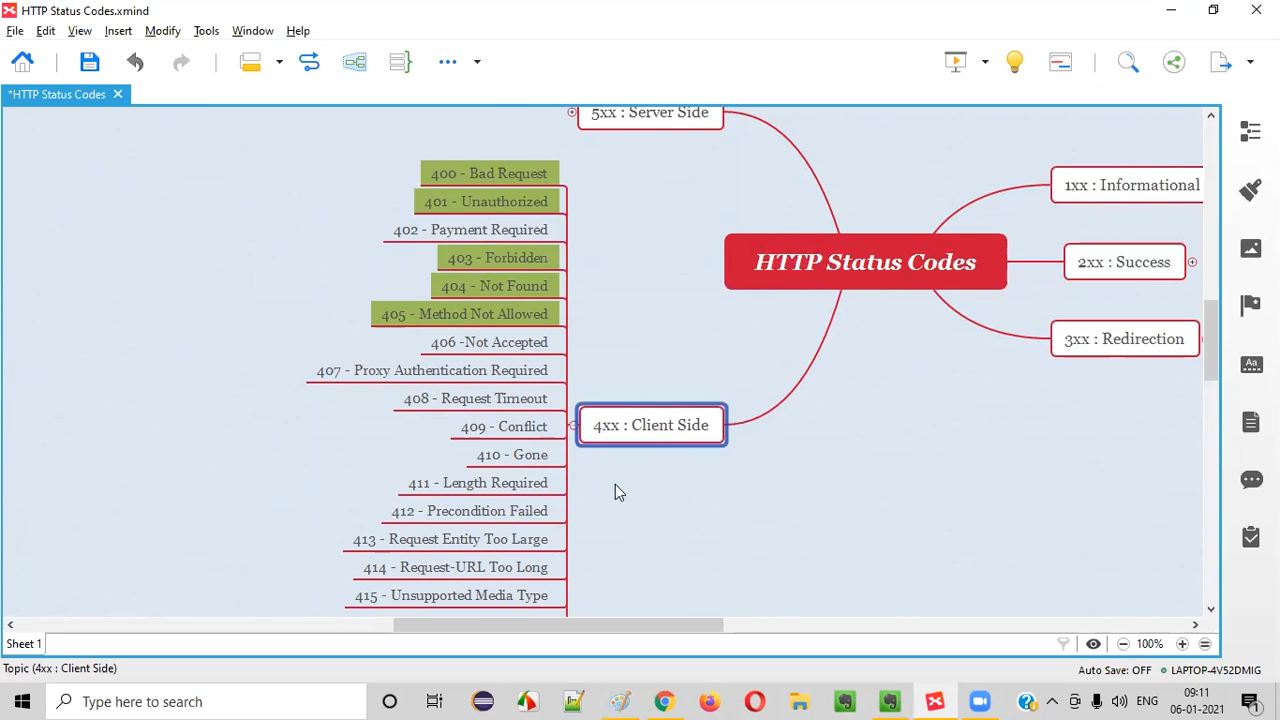 HTTP Status Codes.xmind
File Edit View Insert Modify Tools Window Help
*HTTP Status Codes
5xx : Server Side
400 - Bad Request
401 - Unauthorized
402 - Payment Required
403 - Forbidden
404 - Not Found
405 - Method Not Allowed
406 -Not Accepted
407 - Proxy Authentication Required
408 - Request Timeout
409 - Conflict
410 - Gone
411 - Length Required
412 - Precondition Failed
413 - Request Entity Too Large
414 - Request-URL Too Long
415 - Unsupported Media Type
4xx : Client Side
HTTP Status Codes
1xx : Informational
2xx : Success
3xx : Redirection
Aa
Sheet 1
100%
Topic (4xx : Client Side)
Auto Save: OFF
LAPTOP-4V52DMIG
Type here to search
ENG
09:11
06-01-2021
1